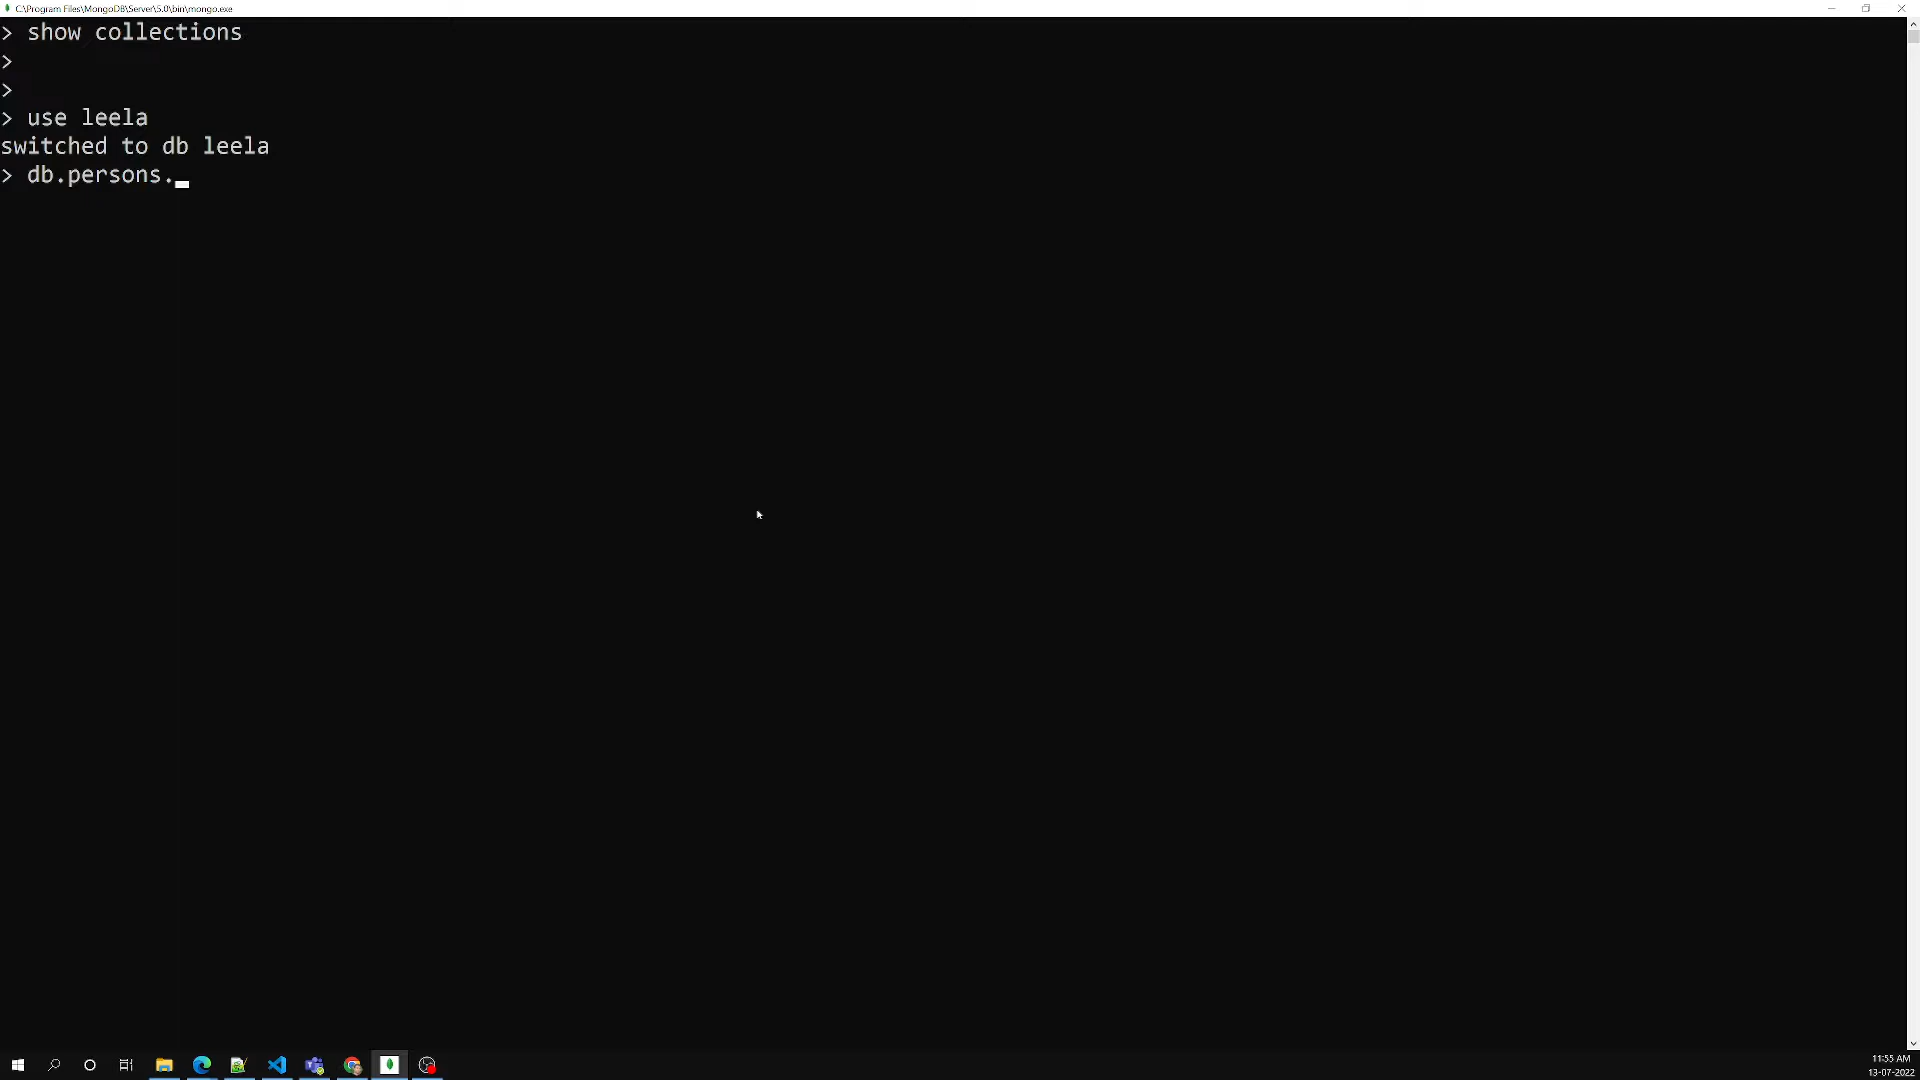 C:\Program Files\MongoDB\Server\5.0\bin\mongo.exe
> show collections
>
>
> use leela
switched to db leela
> db.persons.
11:55 AM
13-07-2022